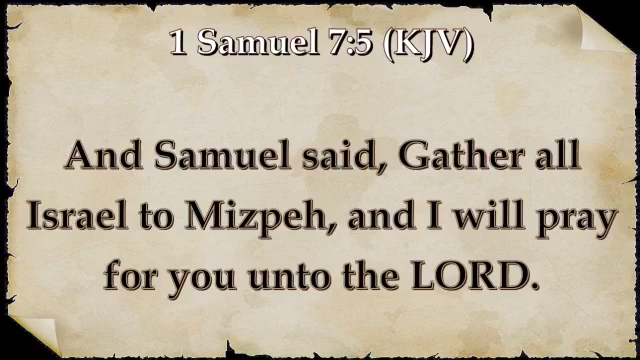 1 Samuel 7:5 (KJV)
And Samuel said, Gather all
Israel to Mizpeh, and I will pray
for you unto the LORD.